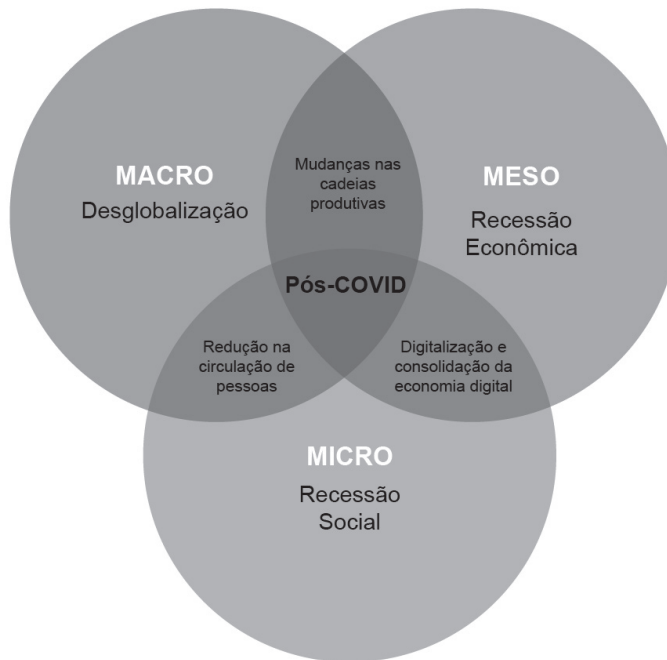 MACRO
Desglobalização
Mudanças nas
cadeias
produtivas
MESO
Recessão
Econômica
Pós-COVID
Redução na
circulação de
pessoas
Digitalização e
consolidação da
economia digital
MICRO
Recessão
Social